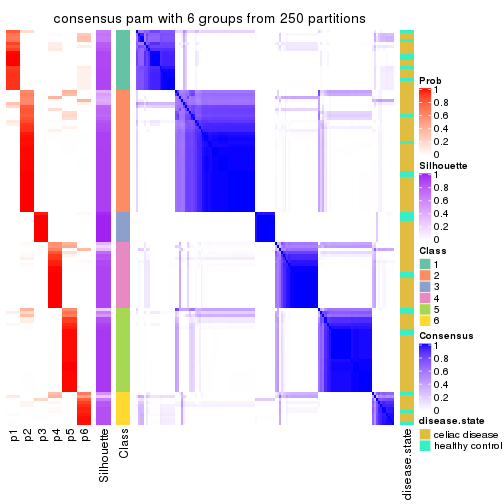 consensus pam with 6 groups from 250 partitions
Prob
1
0.8
0.6
0.4
0.2
0
Silhouette
1
0.8
0.6
0.4
0.2
0
Class
1
2
3
4
5
6
Consensus
1
0.8
0.6
0.4
0.2
0
disease.state
celiac disease
healthy control
p1
p2
p3
p4
p5
p6
Silhouette
Class
disease.state